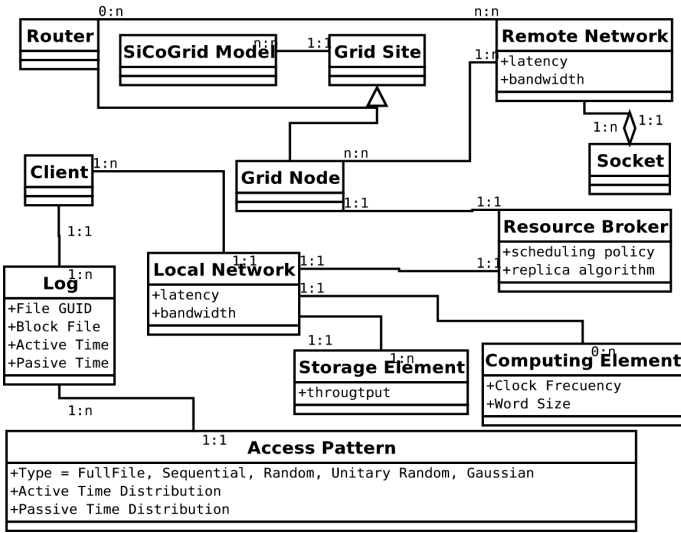 0:n
n:n
Router
SiCoGrid Model
n:n
1:1
Grid Site
Remote Network
1:n
+latency
+bandwidth
1:n
1:1
Socket
Client
1:n
n:n
Grid Node
1:1
1:1
Resource Broker
+scheduling policy
+replica algorithm
1:1
1:n
Log
+File GUID
+Block File
+Active Time
+Pasive Time
1:1
1:1
1:1
Local Network
+latency
+bandwidth
1:1
1:1
1:n
Storage Element
+througtput
0:n
Computing Element
+Clock Frecuency
+Word Size
1:n
1:1
Access Pattern
+Type = FullFile, Sequential, Random, Unitary Random, Gaussian
+Active Time Distribution
+Passive Time Distribution